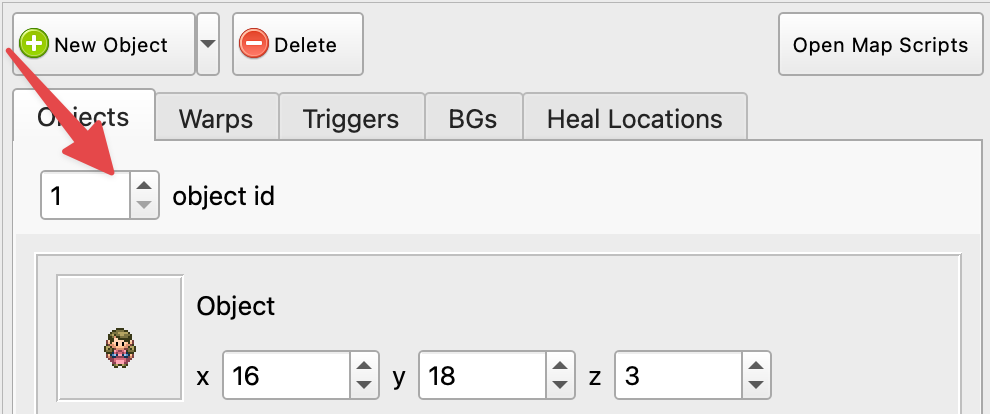 New Object Delete Open Map Scripts
Objects Warps Triggers BGs Heal Locations
1 object id
Object
x 16 y 18 z 3